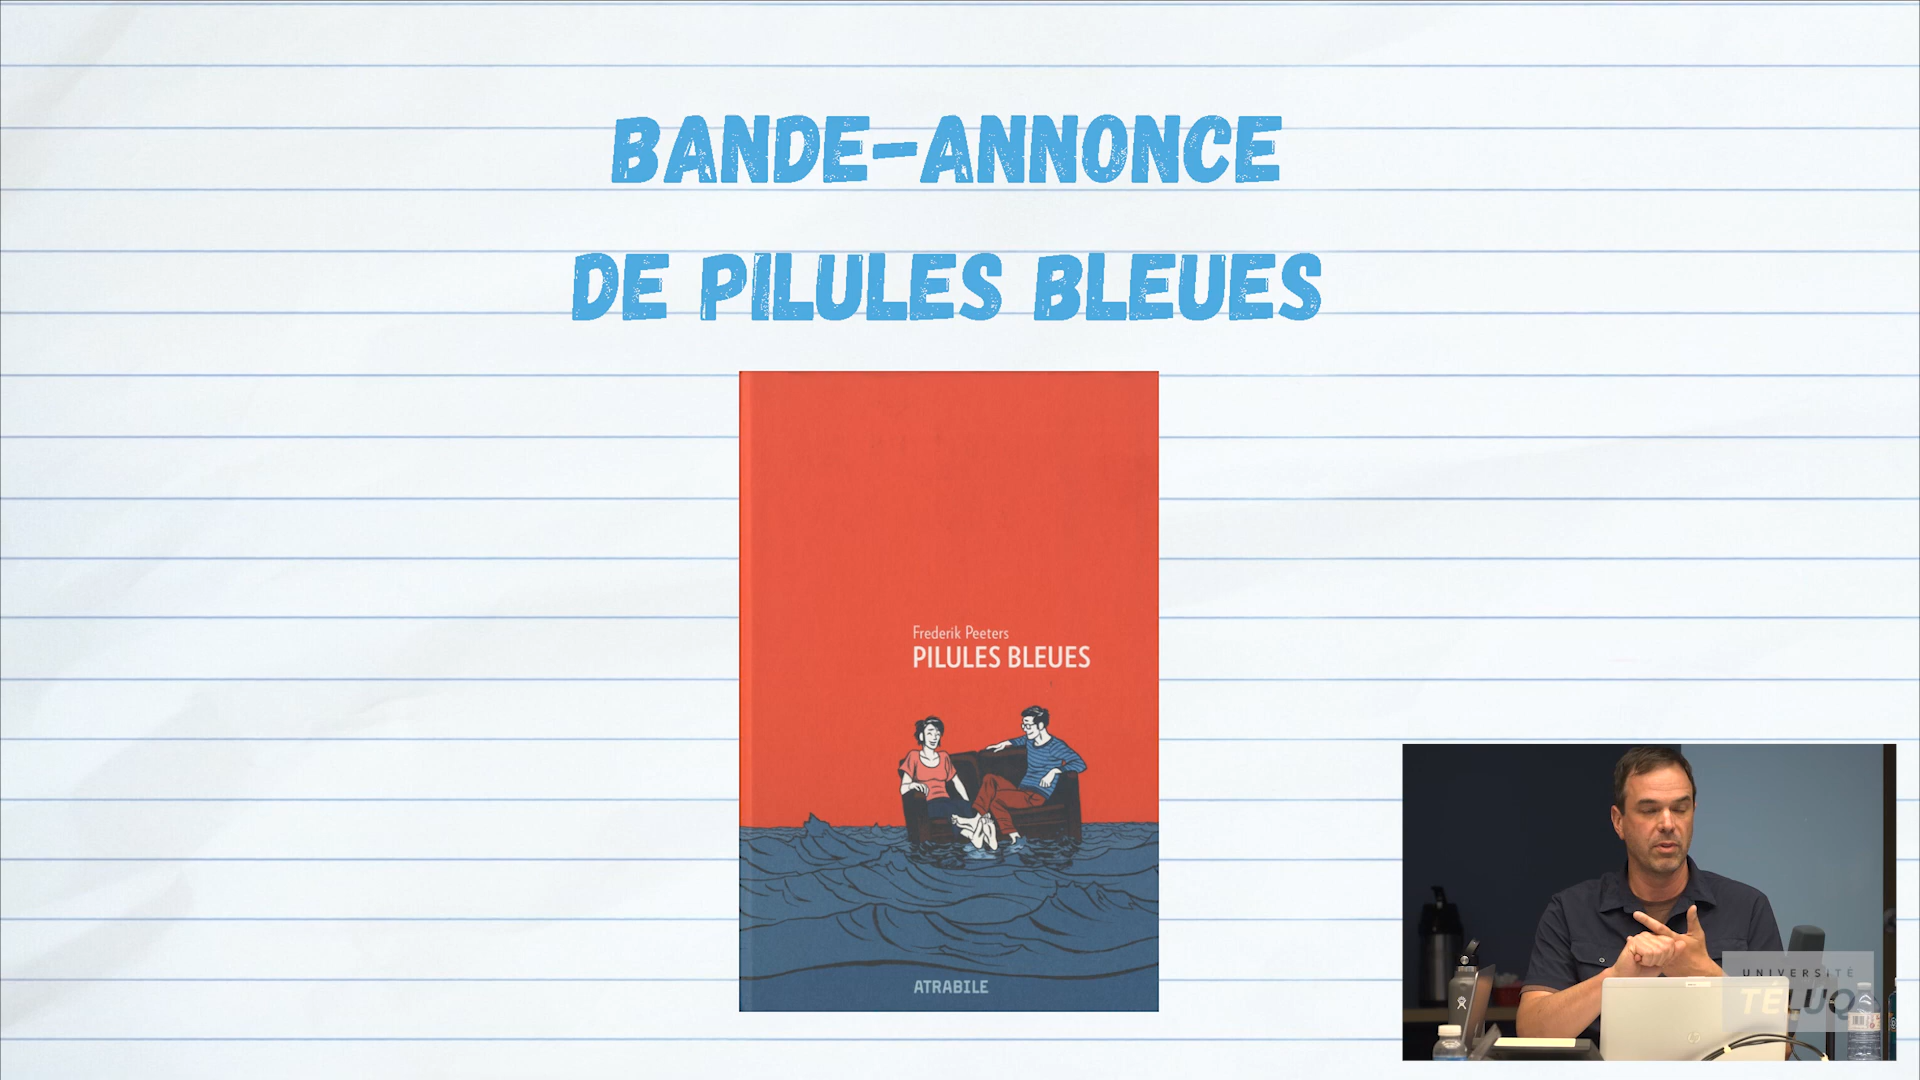 BANDE-ANNONCE
DE PILULES BLEUES
Frederik Peeters
PILULES BLEUES
ATRABILE
UNIVERSITÉ
TÉLUQ